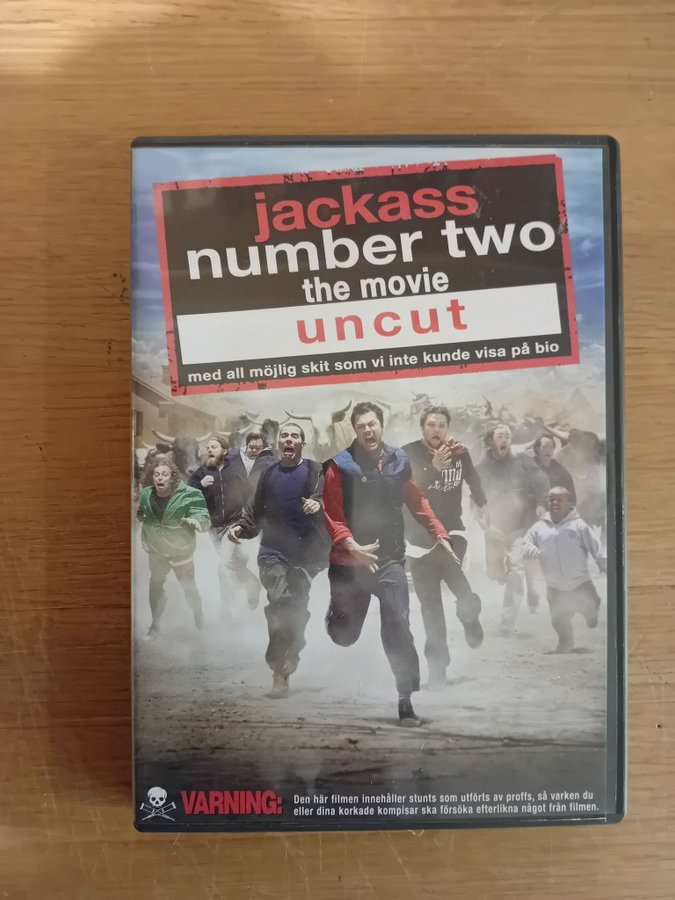 jackass
number two
the movie
uncut
med all möjlig skit som vi inte kunde visa på bio
VARNING: Den här filmen innehåller stunts som utförts av proffs, så varken du
eller dina korkade kompisar ska försöka efterlikna något från filmen.